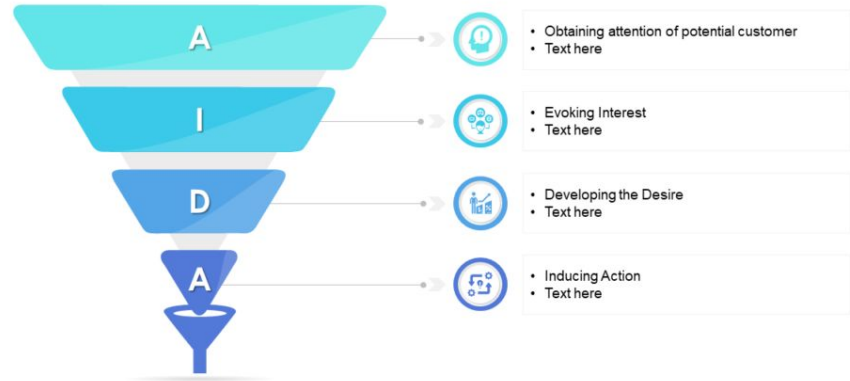 A
• Obtaining attention of potential customer
• Text here
I
• Evoking Interest
• Text here
D
• Developing the Desire
• Text here
A
• Inducing Action
• Text here